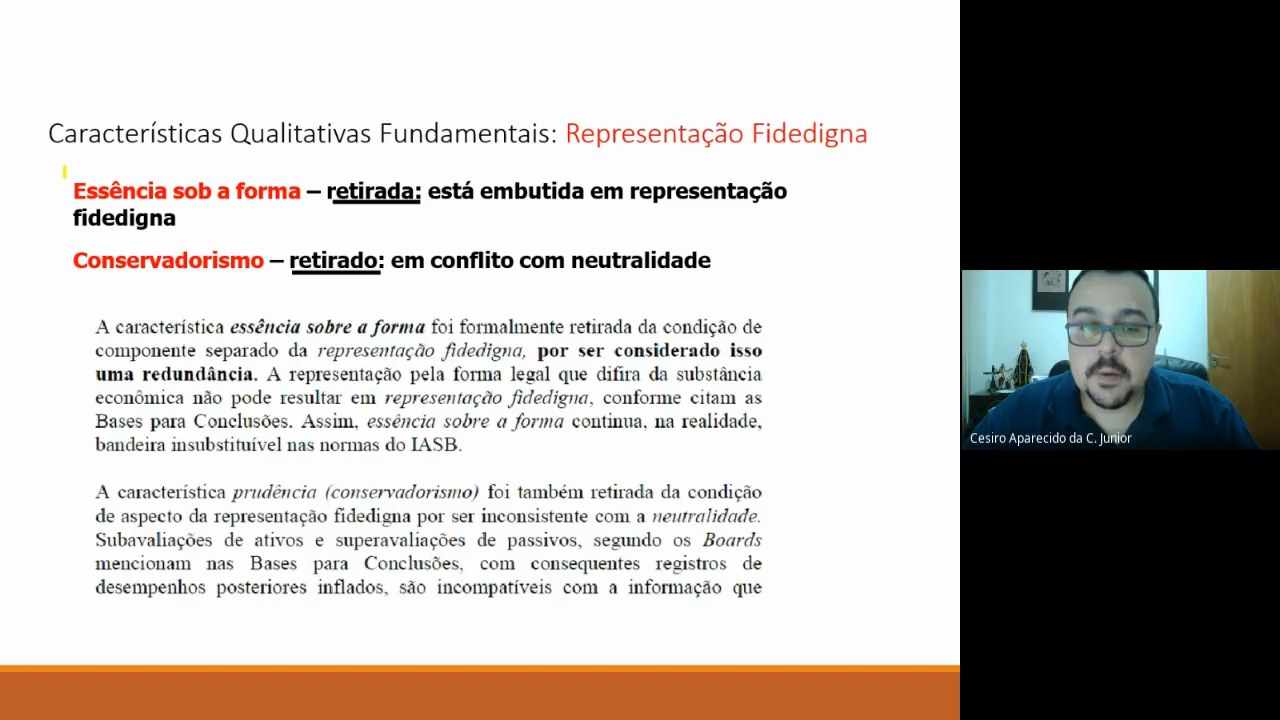 Características Qualitativas Fundamentais: Representação Fidedigna
Essência sob a forma – retirada: está embutida em representação
fidedigna
Conservadorismo – retirado: em conflito com neutralidade
A característica essência sobre a forma foi formalmente retirada da condição de
componente separado da representação fidedigna, por ser considerado isso
uma redundância. A representação pela forma legal que difira da substância
econômica não pode resultar em representação fidedigna, conforme citam as
Bases para Conclusões. Assim, essência sobre a forma continua, na realidade,
bandeira insubstituível nas normas do IASB.
A característica prudência (conservadorismo) foi também retirada da condição
de aspecto da representação fidedigna por ser inconsistente com a neutralidade.
Subavaliações de ativos e superavaliações de passivos, segundo os Boards
mencionam nas Bases para Conclusões, com consequentes registros de
desempenhos posteriores inflados, são incompatíveis com a informação que
Cesiro Aparecido da C. Junior